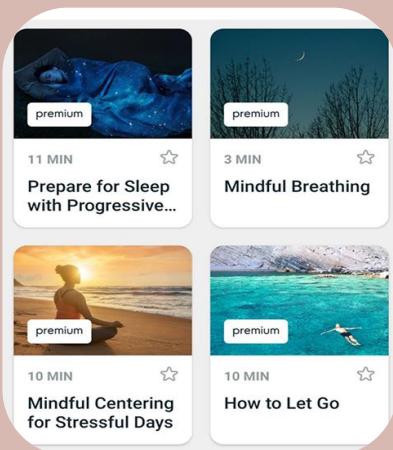 premium
11 MIN
Prepare for Sleep
with Progressive...
premium
3 MIN
Mindful Breathing
premium
10 MIN
Mindful Centering
for Stressful Days
premium
10 MIN
How to Let Go